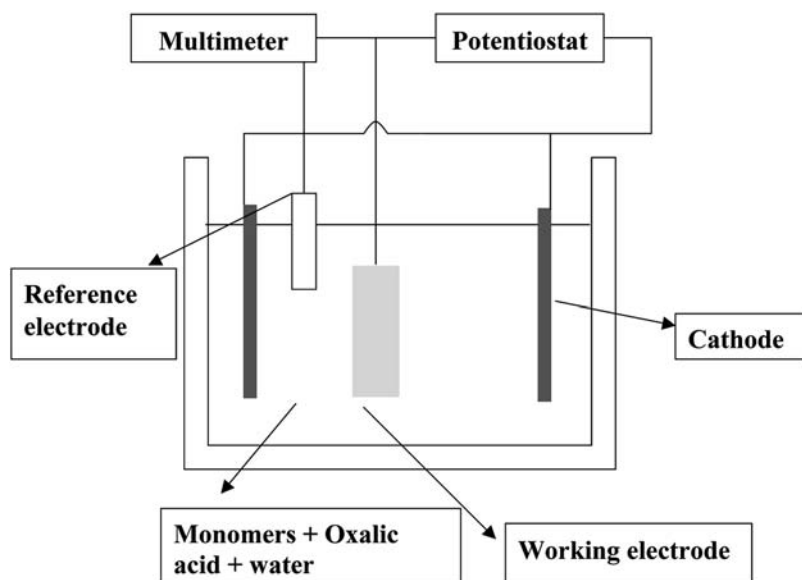 Multimeter
Potentiostat
Reference
electrode
Cathode
Monomers + Oxalic
acid + water
Working electrode